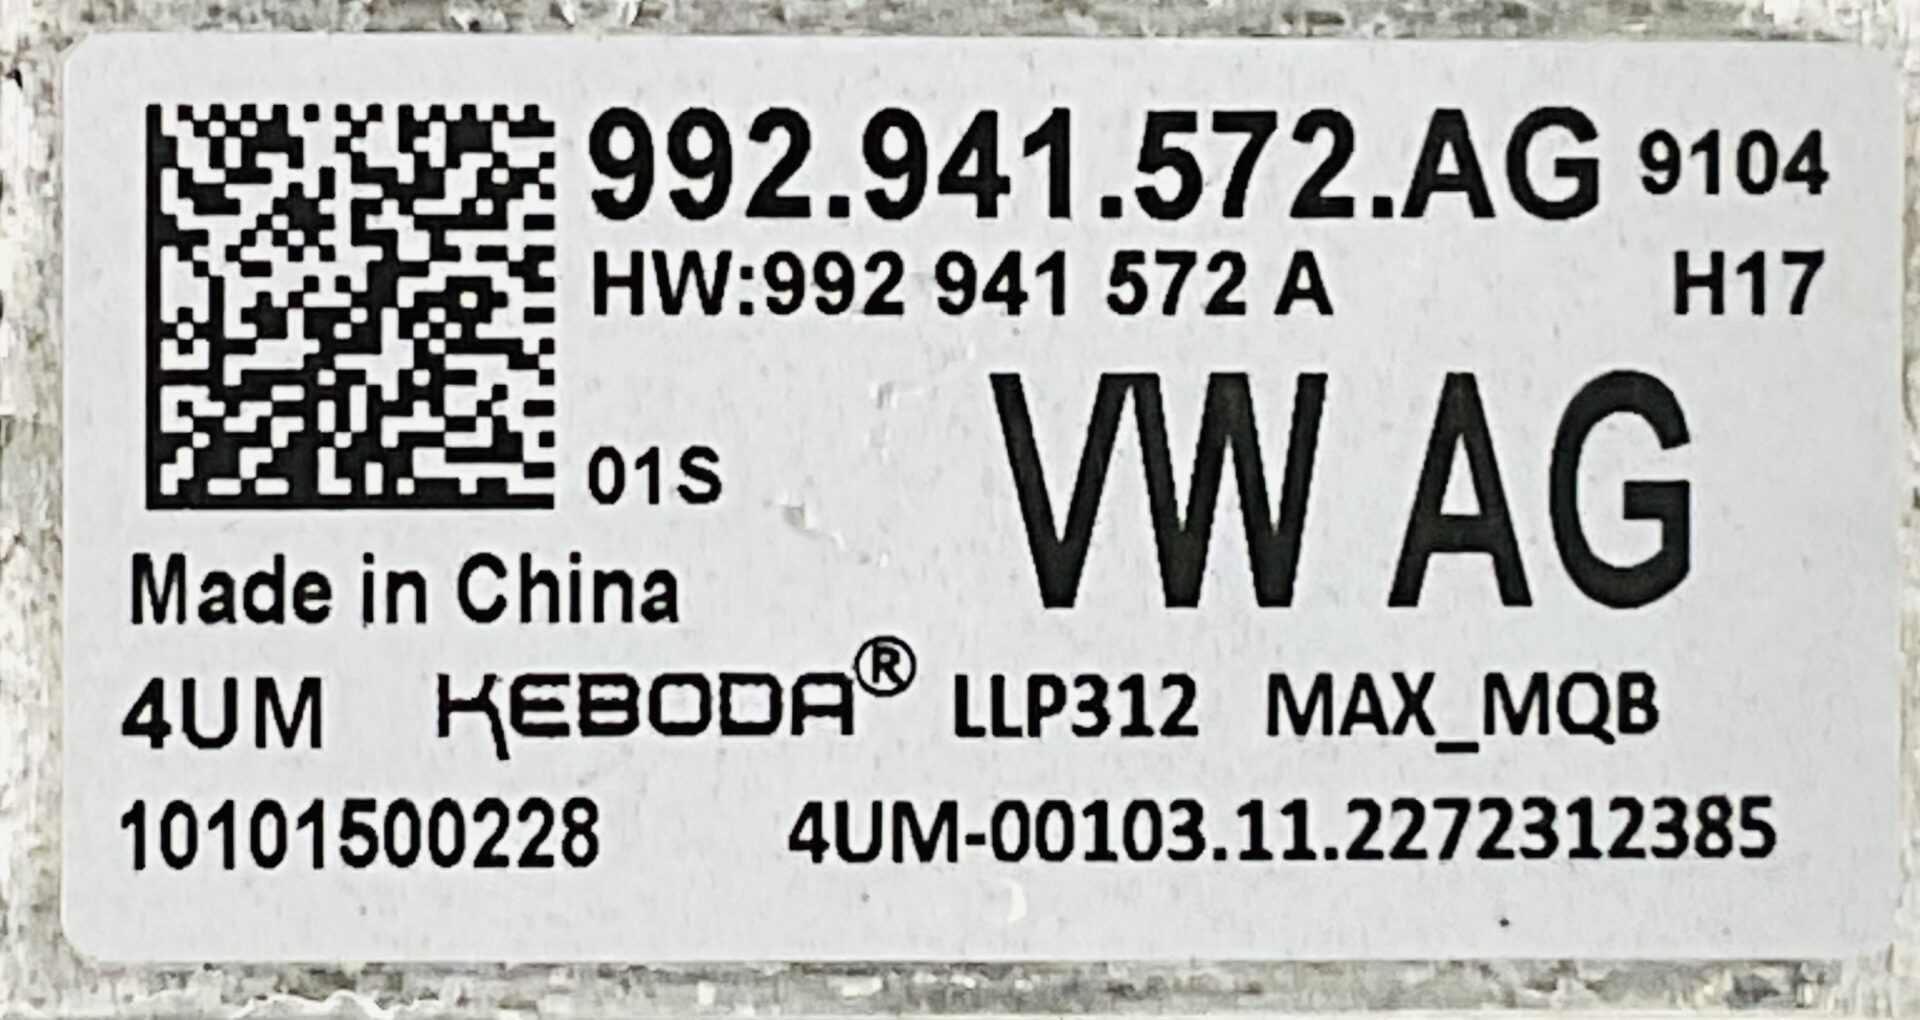 992.941.572.AG 9104
HW:992 941 572 A H17
VW AG
01S
Made in China
4UM KEBODA® LLP312 MAX_MQB
10101500228 4UM-00103.11.2272312385